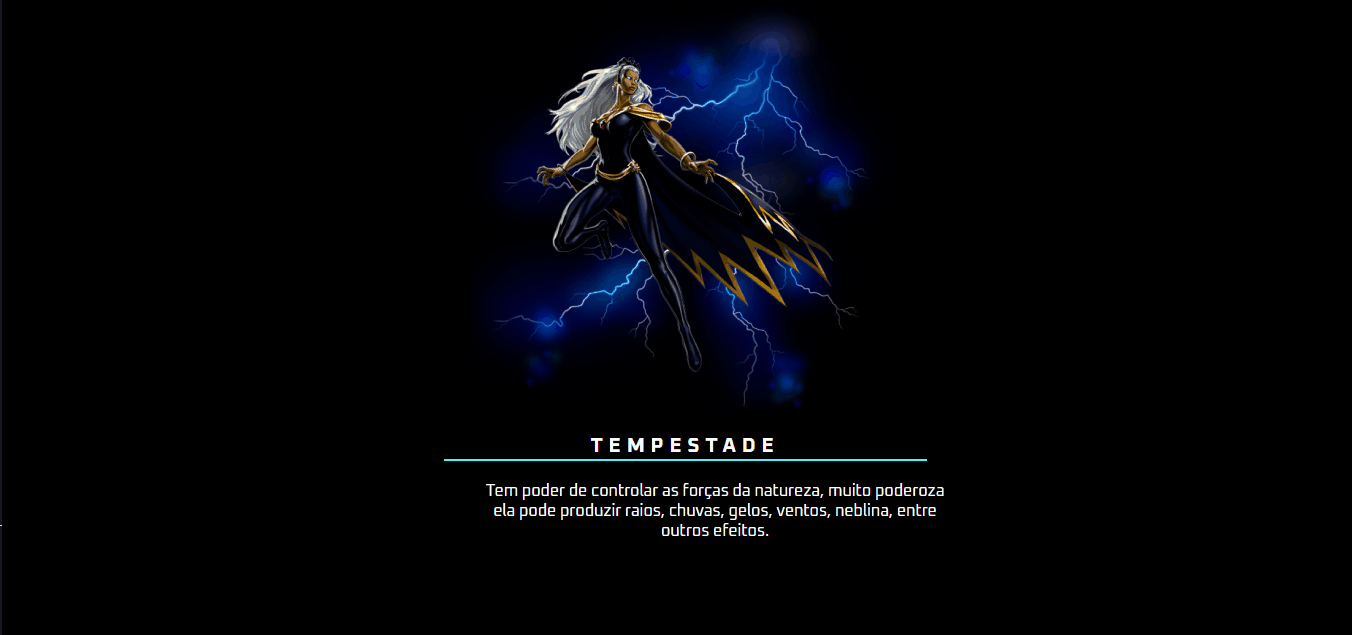 TEMPESTADE
Tem poder de controlar as forças da natureza, muito poderoza
ela pode produzir raios, chuvas, gelos, ventos, neblina, entre
outros efeitos.